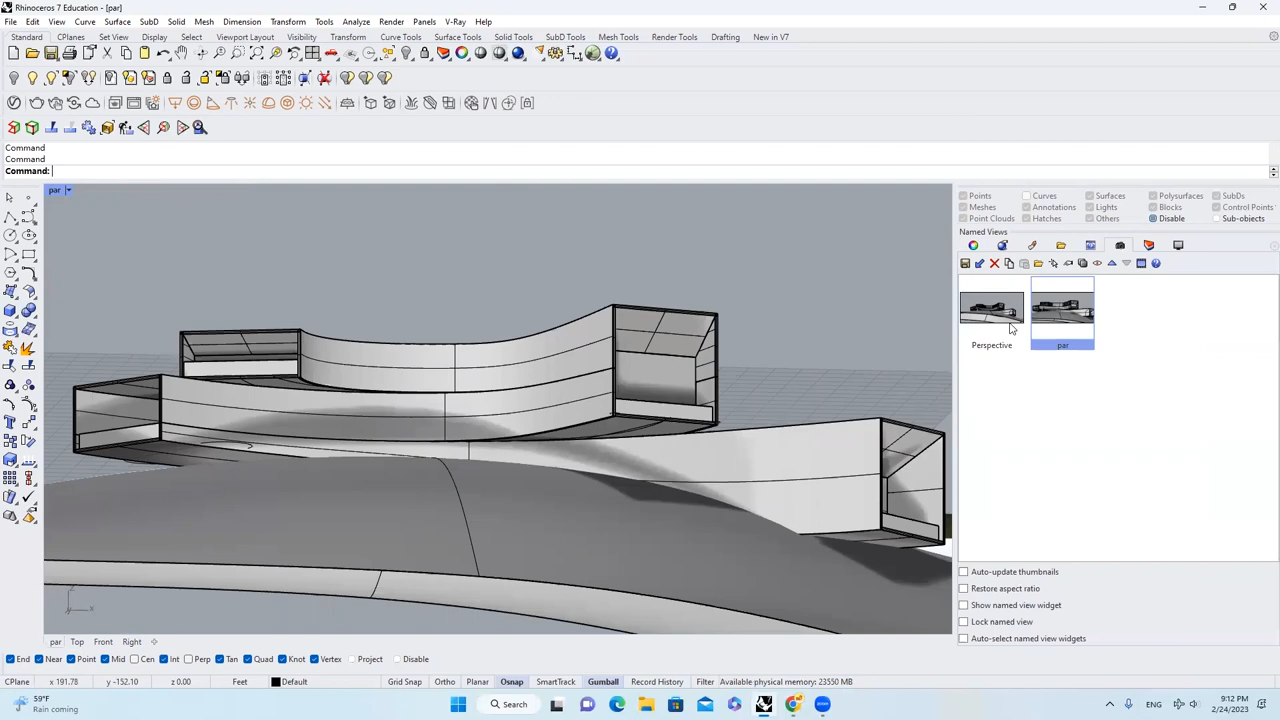 Rhinoceros 7 Education - [par]
File Edit View Curve Surface SubD Solid Mesh Dimension Transform Tools Analyze Render Panels V-Ray Help
Standard CPlanes Set View Display Select Viewport Layout Visibility Transform Curve Tools Surface Tools Solid Tools SubD Tools Mesh Tools Render Tools Drafting New in V7
Command
Command
Command:
par
Points Curves Surfaces Polysurfaces SubDs
Meshes Annotations Lights Blocks Control Points
Point Clouds Hatches Others Disable Sub-objects
Named Views
Perspective par
Auto-update thumbnails
Restore aspect ratio
Show named view widget
Lock named view
Auto-select named view widgets
z
x
par Top Front Right
End Near Point Mid Cen Int Perp Tan Quad Knot Vertex Project Disable
CPlane x 191.78 y -152.10 z 0.00 Feet Default Grid Snap Ortho Planar Osnap SmartTrack Gumball Record History Filter Available physical memory: 23550 MB
59°F
Rain coming
Search
ENG
9:12 PM
2/24/2023